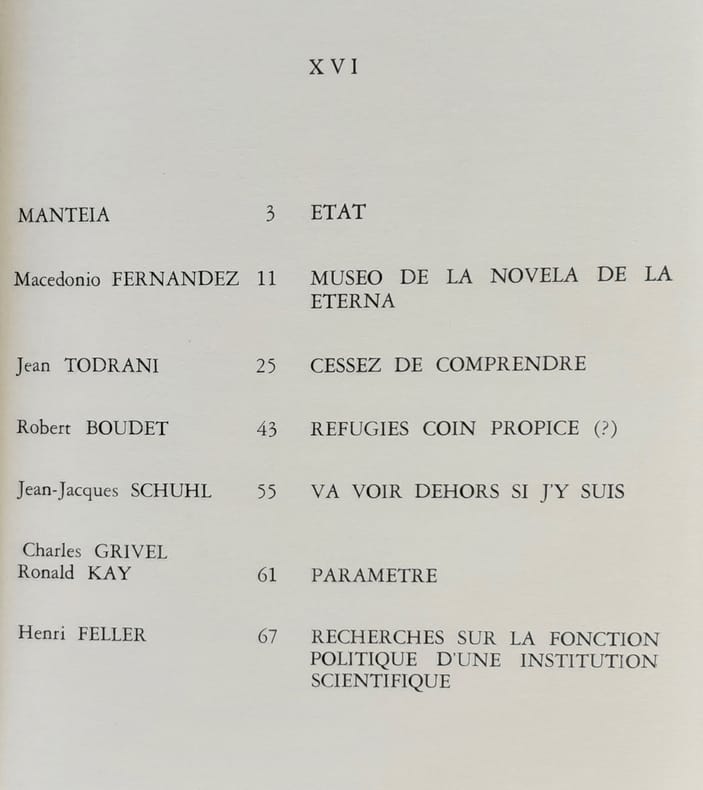 XVI
MANTEIA 3 ETAT
Macedonio FERNANDEZ 11 MUSEO DE LA NOVELA DE LA
ETERNA
Jean TODRANI 25 CESSEZ DE COMPRENDRE
Robert BOUDET 43 REFUGIES COIN PROPICE (?)
Jean-Jacques SCHUHL 55 VA VOIR DEHORS SI J'Y SUIS
Charles GRIVEL
Ronald KAY 61 PARAMETRE
Henri FELLER 67 RECHERCHES SUR LA FONCTION
POLITIQUE D'UNE INSTITUTION
SCIENTIFIQUE